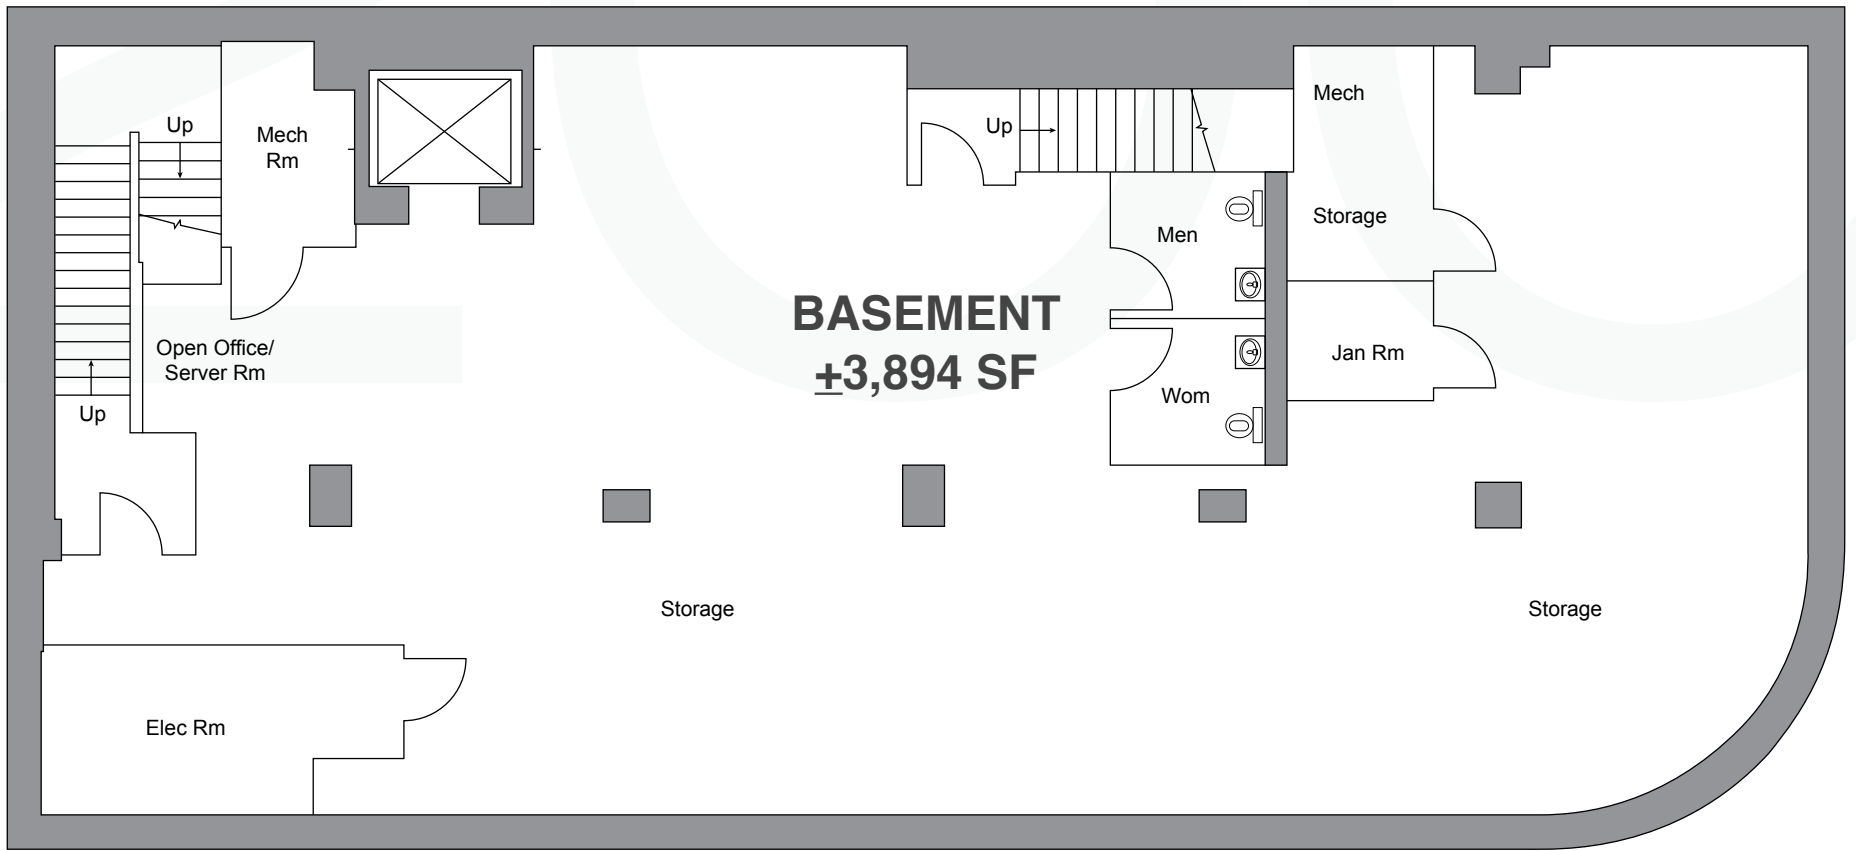 Up
Mech
Rm
Up
Mech
Storage
Men
BASEMENT
±3,894 SF
Open Office/
Server Rm
Jan Rm
Wom
Up
Storage
Storage
Elec Rm